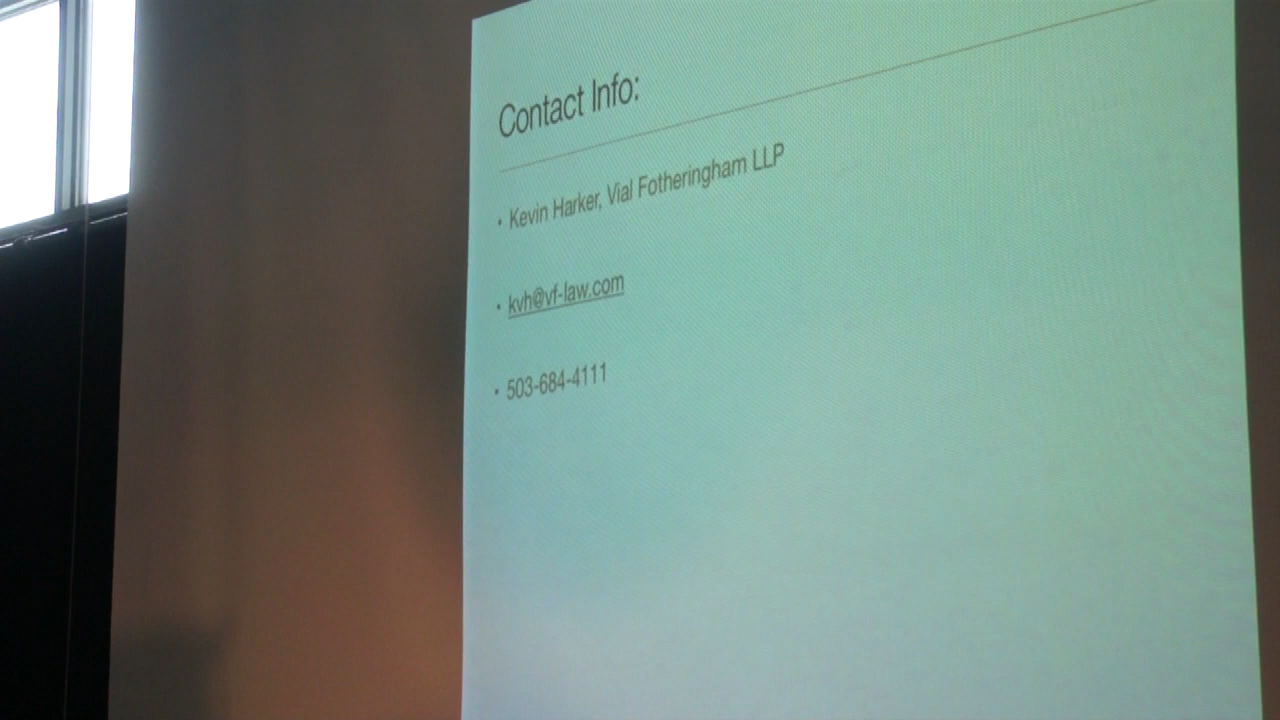 Contact Info:
• Kevin Harker, Vial Fotheringham LLP
• kvh@vf-law.com
• 503-684-4111